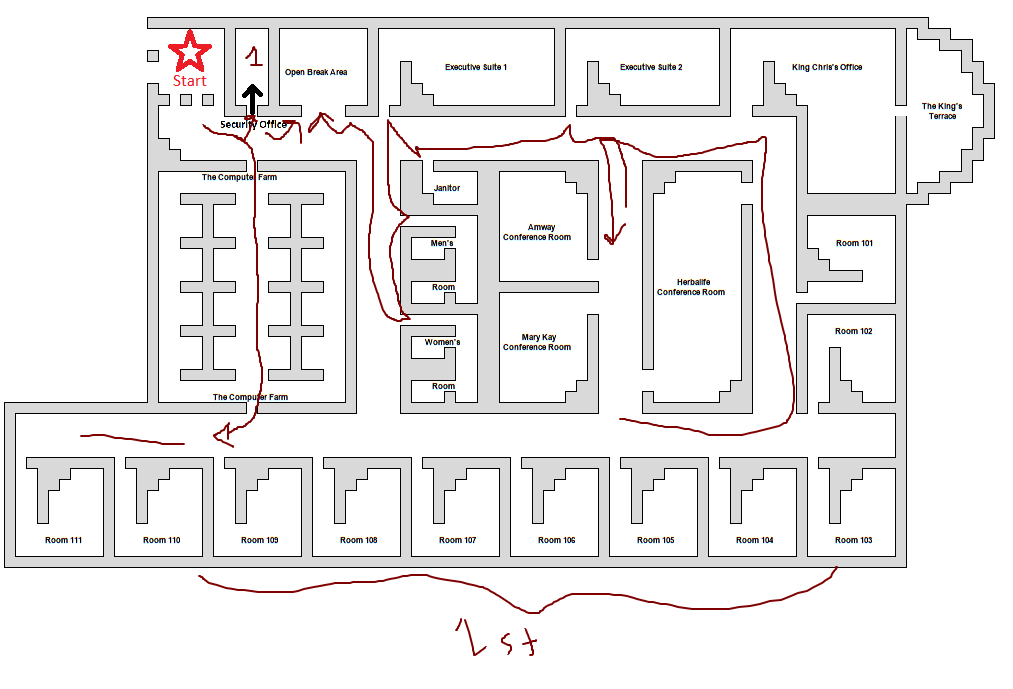 1
Start
Open Break Area
Executive Suite 1
Executive Suite 2
King Chris's Office
The King's
Terrace
Security Office
The Computer Farm
Janitor
Men's
Room
Amway
Conference Room
Herbalife
Conference Room
Room 101
Women's
Room
Mary Kay
Conference Room
Room 102
The Computer Farm
Room 111
Room 110
Room 109
Room 108
Room 107
Room 106
Room 105
Room 104
Room 103